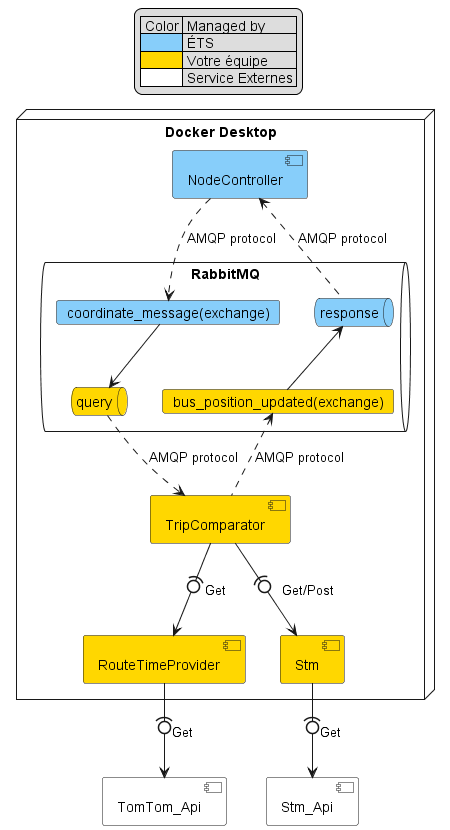 Color Managed by
ÉTS
Votre équipe
Service Externes
Docker Desktop
NodeController
AMQP protocol AMQP protocol
RabbitMQ
coordinate_message(exchange) response
query bus_position_updated(exchange)
AMQP protocol AMQP protocol
TripComparator
Get Get/Post
RouteTimeProvider Stm
Get Get
TomTom_Api Stm_Api